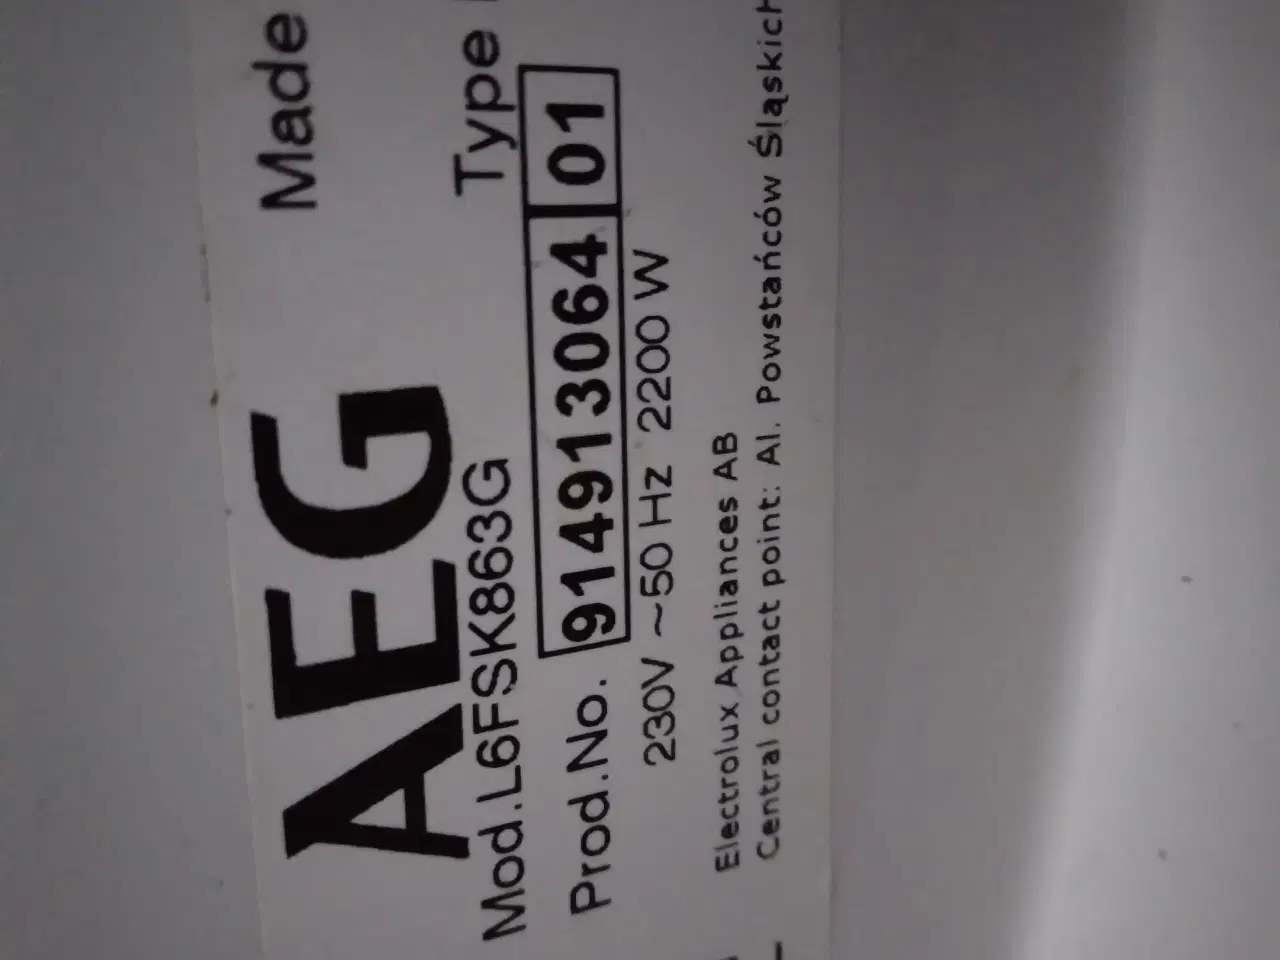 AEG Made
Mod.L6FSK863G Type
Prod.No. 914913064 01
230V ~50 Hz 2200 W
Electrolux Appliances AB
Central contact point: Al. Powstańców Śląskich